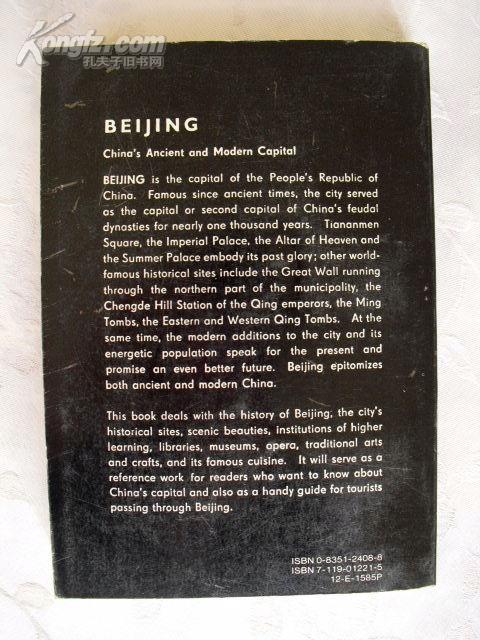 Kongfz.com
孔夫子旧书网
BEIJING
China's Ancient and Modern Capital
BEIJING is the capital of the People's Republic of
China. Famous since ancient times, the city served
as the capital or second capital of China's feudal
dynasties for nearly one thousand years. Tiananmen
Square, the Imperial Palace, the Altar of Heaven and
the Summer Palace embody its past glory; other world-
famous historical sites include the Great Wall running
through the northern part of the municipality, the
Chengde Hill Station of the Qing emperors, the Ming
Tombs, the Eastern and Western Qing Tombs. At the
same time, the modern additions to the city and its
energetic population speak for the present and
promise an even better future. Beijing epitomizes
both ancient and modern China.
This book deals with the history of Beijing, the city's
historical sites, scenic beauties, institutions of higher
learning, libraries, museums, opera, traditional arts
and crafts, and its famous cuisine. It will serve as a
reference work for readers who want to know about
China's capital and also as a handy guide for tourists
passing through Beijing.
ISBN 0-8351-2408-8
ISBN 7-119-01221-5
12-E-1585P